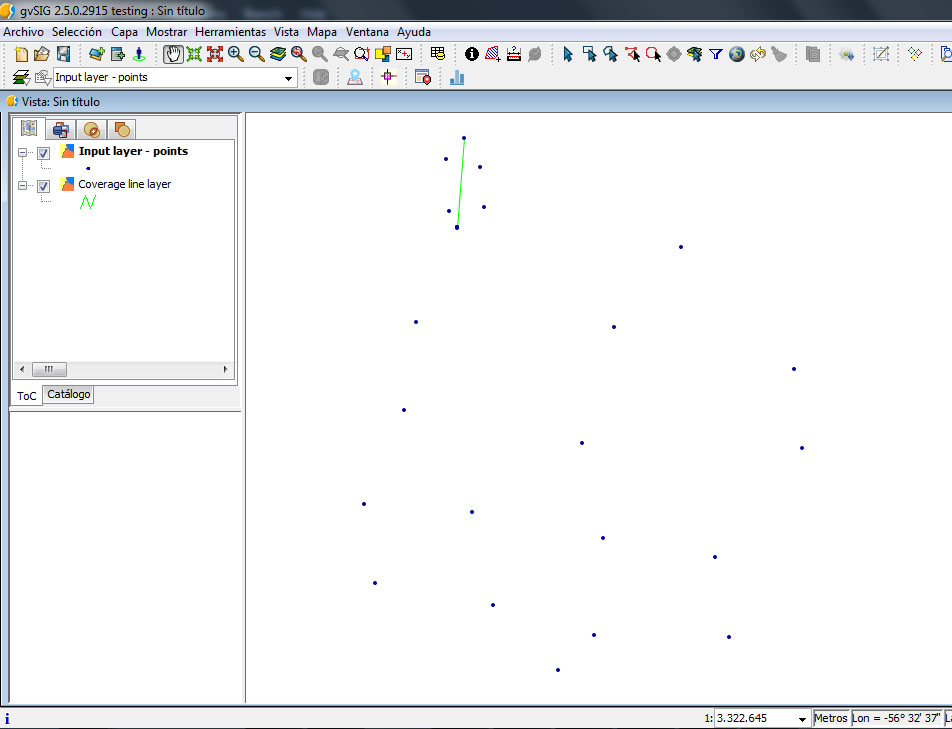 gvSIG 2.5.0.2915 testing : Sin título
Archivo Selección Capa Mostrar Herramientas Vista Mapa Ventana Ayuda
Input layer - points
Vista: Sin título
Input layer - points
Coverage line layer
ToC Catálogo
1: 3.322.645 Metros Lon = -56° 32' 37"